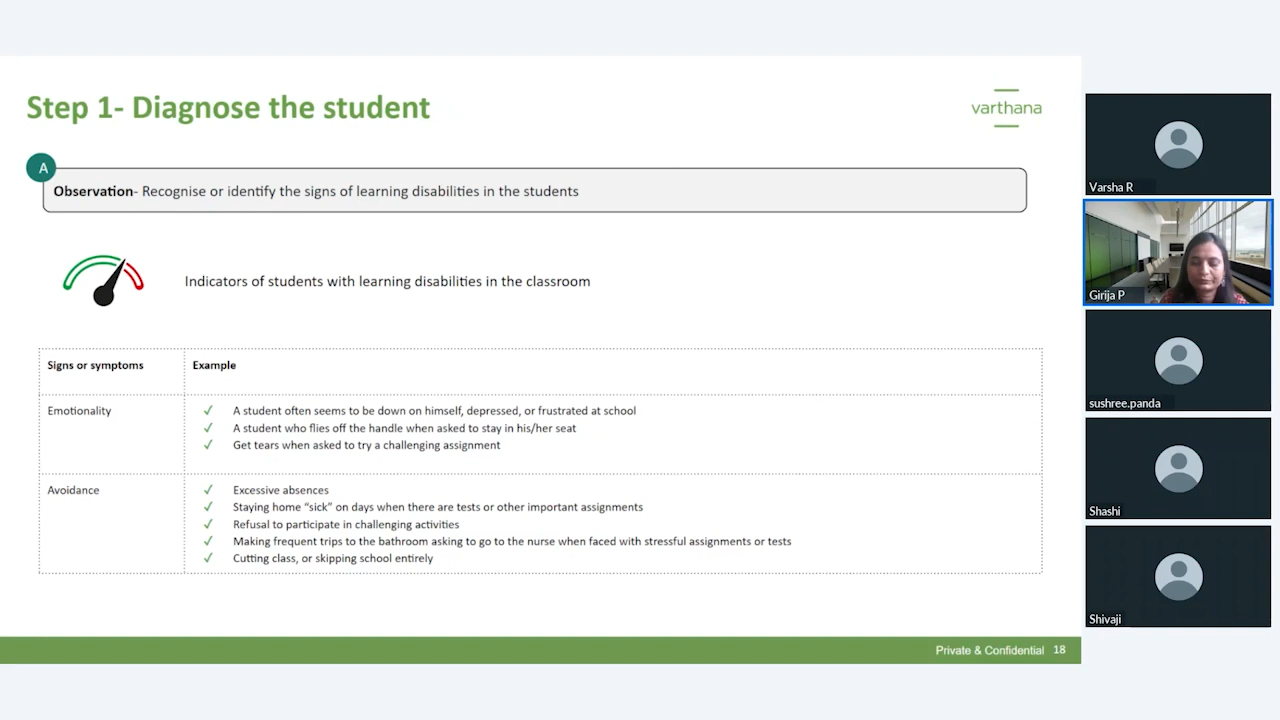 Step 1- Diagnose the student
varthana
A
Observation- Recognise or identify the signs of learning disabilities in the students
Indicators of students with learning disabilities in the classroom
Signs or symptoms
Example
Emotionality
✓ A student often seems to be down on himself, depressed, or frustrated at school
✓ A student who flies off the handle when asked to stay in his/her seat
✓ Get tears when asked to try a challenging assignment
Avoidance
✓ Excessive absences
✓ Staying home “sick” on days when there are tests or other important assignments
✓ Refusal to participate in challenging activities
✓ Making frequent trips to the bathroom asking to go to the nurse when faced with stressful assignments or tests
✓ Cutting class, or skipping school entirely
Private & Confidential 18
Varsha R
Girija P
sushree.panda
Shashi
Shivaji